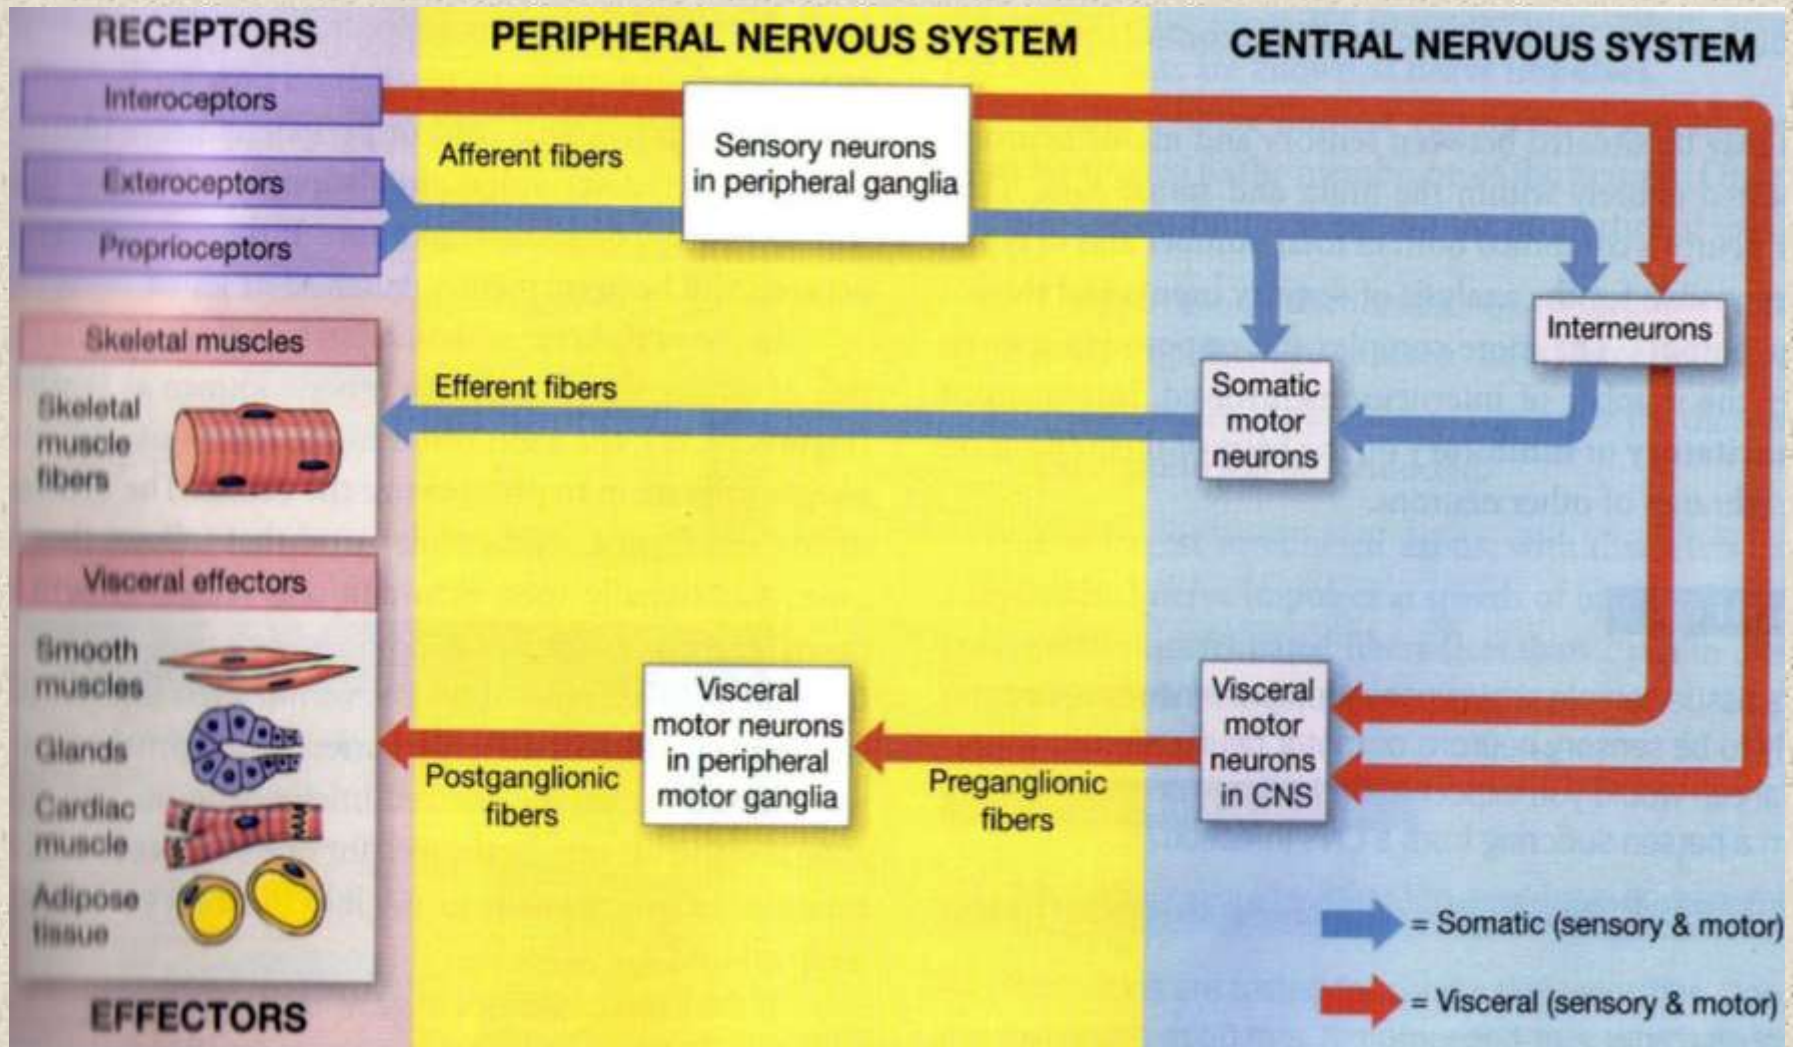 RECEPTORS
PERIPHERAL NERVOUS SYSTEM
CENTRAL NERVOUS SYSTEM
Interoceptors
Exteroceptors
Proprioceptors
Afferent fibers
Sensory neurons
in peripheral ganglia
Interneurons
Skeletal muscles
Skeletal
muscle
fibers
Efferent fibers
Somatic
motor
neurons
Visceral effectors
Smooth
muscles
Glands
Cardiac
muscle
Adipose
tissue
Postganglionic
fibers
Visceral
motor neurons
in peripheral
motor ganglia
Preganglionic
fibers
Visceral
motor
neurons
in CNS
= Somatic (sensory & motor)
= Visceral (sensory & motor)
EFFECTORS